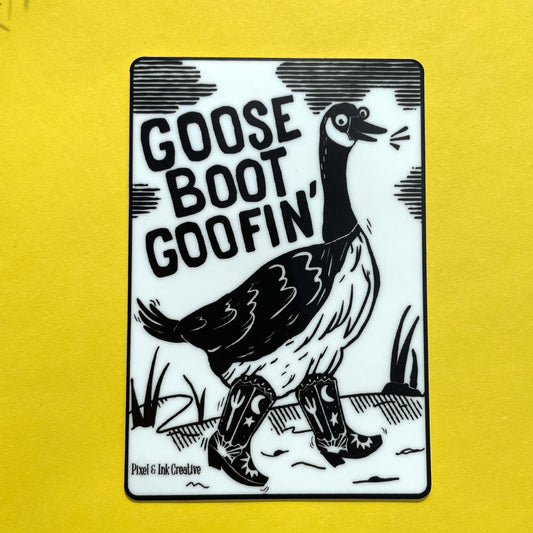 GOOSE
BOOT
GOOFIN'
Pixel & Ink Creative